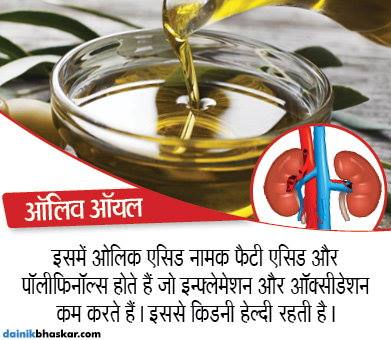 ऑलिव ऑयल
इसमें ओलिक एसिड नामक फैटी एसिड और
पॉलीफिनॉल्स होते हैं जो इन्फ्लेमेशन और ऑक्सीडेशन
कम करते हैं। इससे किडनी हेल्दी रहती है।
dainikbhaskar.com